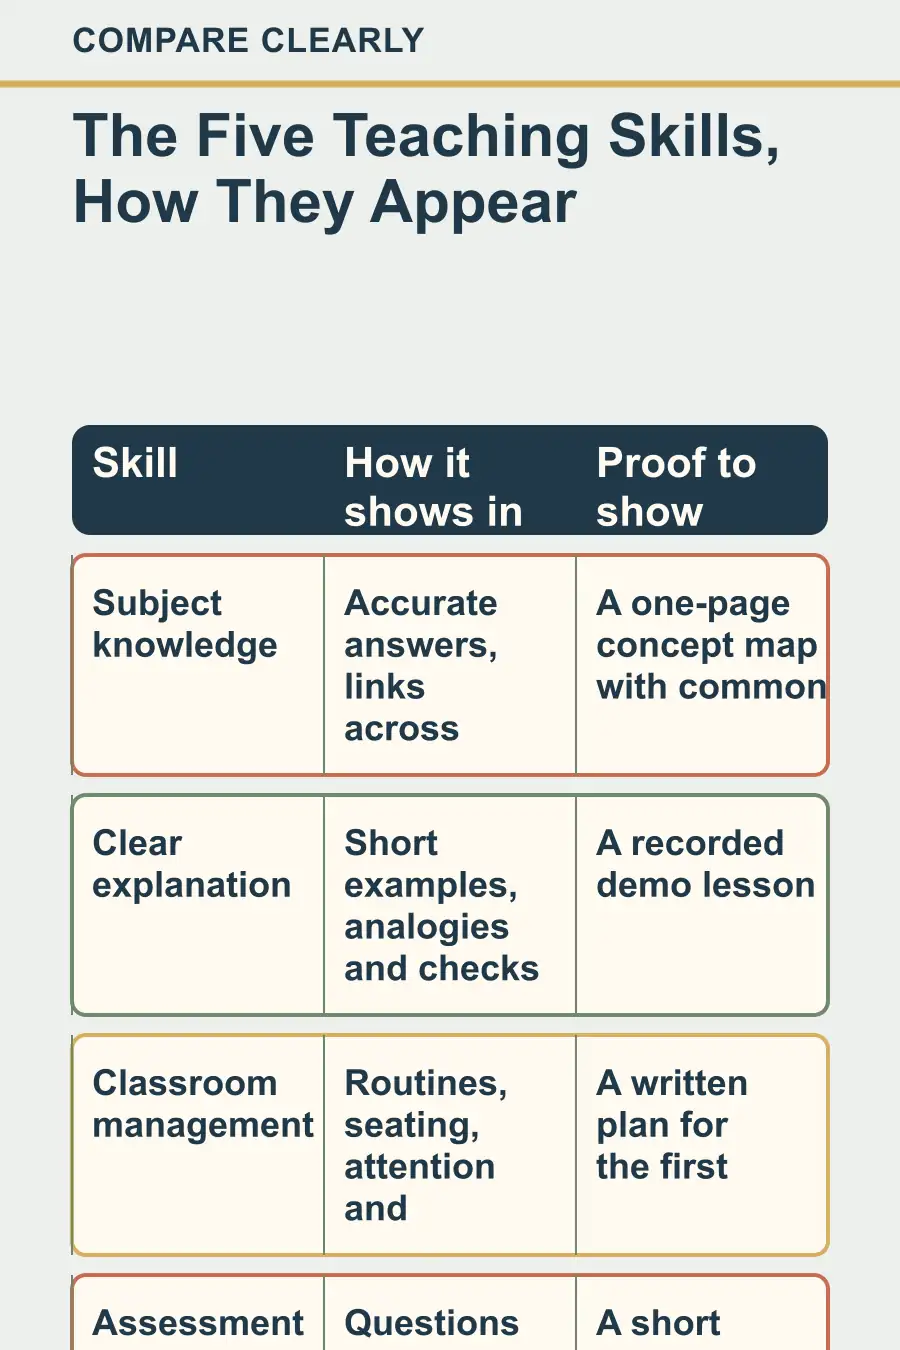 COMPARE CLEARLY
The Five Teaching Skills,
How They Appear
Skill
How it
shows in
Proof to
show
Subject
knowledge
Accurate
answers,
links
across
A one-page
concept map
with common
Clear
explanation
Short
examples,
analogies
and checks
A recorded
demo lesson
Classroom
management
Routines,
seating,
attention
and
A written
plan for
the first
Assessment
Questions
A short